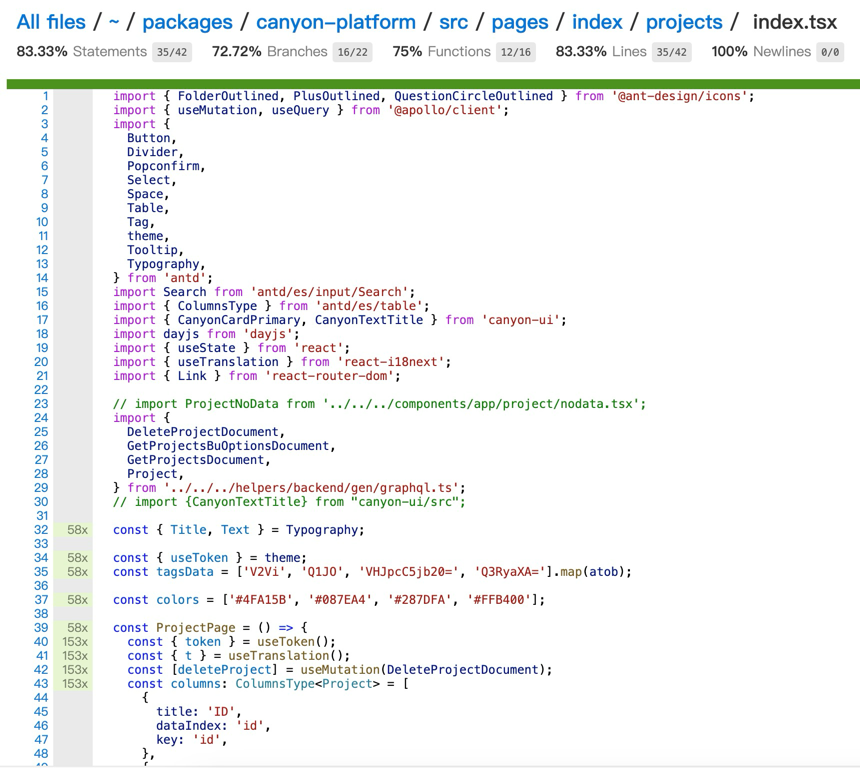 All files / ~ / packages / canyon-platform / src / pages / index / projects / index.tsx
83.33% Statements 35/42 72.72% Branches 16/22 75% Functions 12/16 83.33% Lines 35/42 100% Newlines 0/0
1 import { FolderOutlined, PlusOutlined, QuestionCircleOutlined } from '@ant-design/icons';
2 import { useMutation, useQuery } from '@apollo/client';
3 import {
4 Button,
5 Divider,
6 Popconfirm,
7 Select,
8 Space,
9 Table,
10 Tag,
11 theme,
12 Tooltip,
13 Typography,
14 } from 'antd';
15 import Search from 'antd/es/input/Search';
16 import { ColumnsType } from 'antd/es/table';
17 import { CanyonCardPrimary, CanyonTextTitle } from 'canyon-ui';
18 import dayjs from 'dayjs';
19 import { useState } from 'react';
20 import { useTranslation } from 'react-i18next';
21 import { Link } from 'react-router-dom';
22
23 // import ProjectNoData from '../../../components/app/project/nodata.tsx';
24 import {
25 DeleteProjectDocument,
26 GetProjectsBuOptionsDocument,
27 GetProjectsDocument,
28 Project,
29 } from '../../../helpers/backend/gen/graphql.ts';
30 // import {CanyonTextTitle} from "canyon-ui/src";
31
32 58x const { Title, Text } = Typography;
33
34 58x const { useToken } = theme;
35 58x const tagsData = ['V2Vi', 'Q1JO', 'VHJpcC5jb20=', 'Q3RyaXA='].map(atob);
36
37 58x const colors = ['#4FA15B', '#087EA4', '#287DFA', '#FFB400'];
38
39 58x const ProjectPage = () => {
40 153x const { token } = useToken();
41 153x const { t } = useTranslation();
42 153x const [deleteProject] = useMutation(DeleteProjectDocument);
43 153x const columns: ColumnsType<Project> = [
44 {
45 title: 'ID',
46 dataIndex: 'id',
47 key: 'id',
48 },